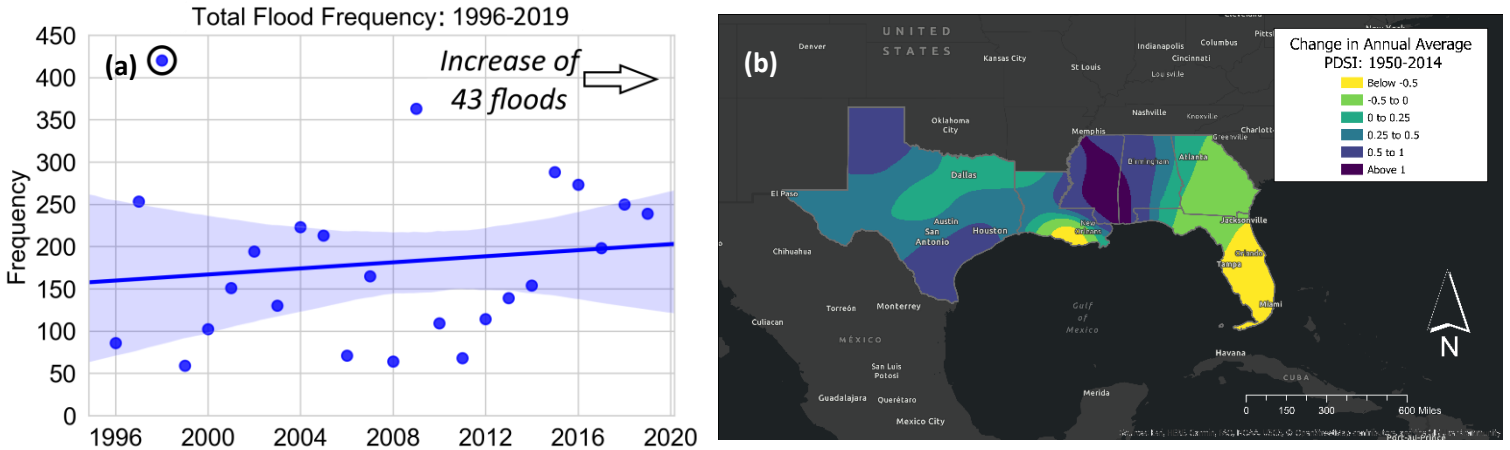 Total Flood Frequency: 1996-2019
(a)
Increase of
43 floods
Frequency
450
400
350
300
250
200
150
100
50
0
1996
2000
2004
2008
2012
2016
2020
(b)
Change in Annual Average
PDSI: 1950-2014
Below -0.5
-0.5 to 0
0 to 0.25
0.25 to 0.5
0.5 to 1
Above 1
UNITED
STATES
Denver
Kansas City
St Louis
Indianapolis
Columbus
Cincinnati
Louisville
Nashville
Knoxville
Greenville
Oklahoma
City
Memphis
Birmingham
Atlanta
Dallas
El Paso
Austin
San
Antonio
Houston
New
Orleans
Jacksonville
Orlando
Tampa
Miami
Chihuahua
Torreón
Monterrey
Culiacan
MÉXICO
San Luis
Potosí
Guadalajara
Querétaro
Mexico City
Gulf
of
Mexico
Merida
Havana
CUBA
N
0 150 300 600 Miles
Port-au-Prince